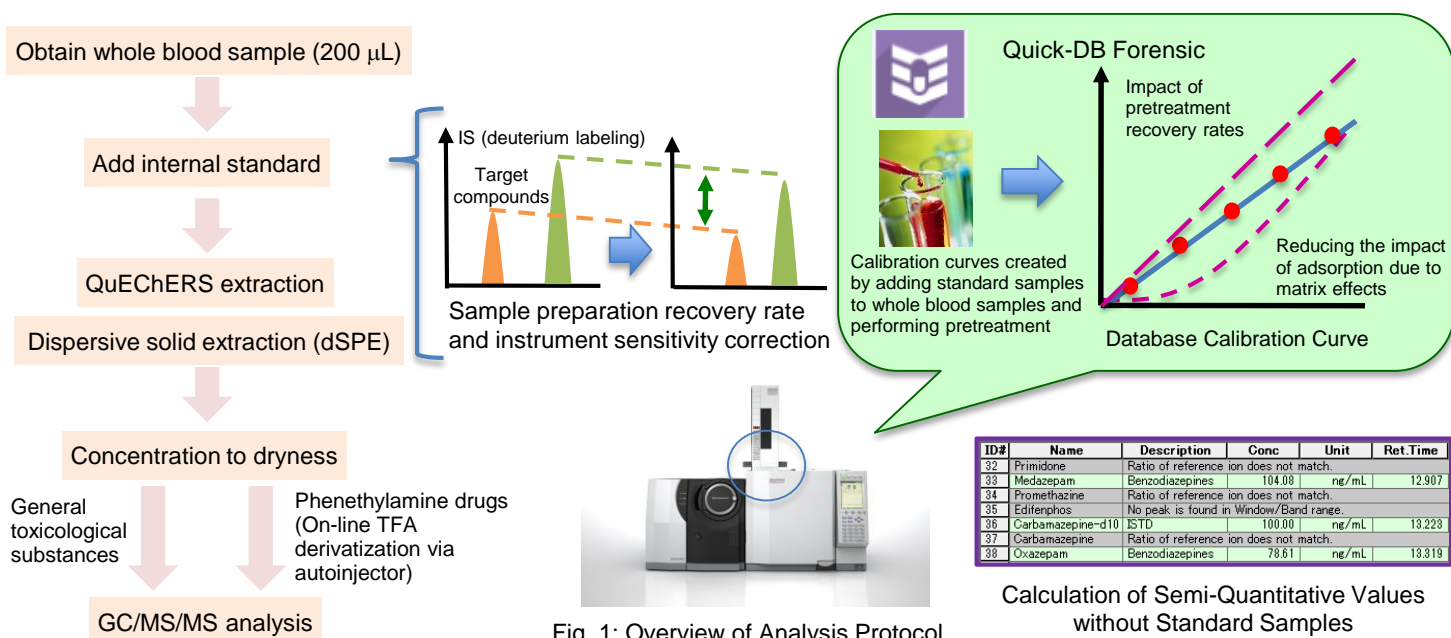 Obtain whole blood sample (200 μL)
Add internal standard
QuEChERS extraction
Dispersive solid extraction (dSPE)
Concentration to dryness
General
toxicological
substances
Phenethylamine drugs
(On-line TFA
derivatization via
autoinjector)
GC/MS/MS analysis
IS (deuterium labeling)
Target
compounds
Sample preparation recovery rate
and instrument sensitivity correction
Quick-DB Forensic
Impact of
pretreatment
recovery rates
Reducing the impact
of adsorption due to
matrix effects
Calibration curves created
by adding standard samples
to whole blood samples and
performing pretreatment
Database Calibration Curve
Fig. 1: Overview of Analysis Protocol
ID# Name Description Conc Unit Ret.Time
32 Primidone Ratio of reference ion does not match.
33 Medazepam Benzodiazepines 104.08 ng/mL 12.907
34 Promethazine Ratio of reference ion does not match.
35 Edifenphos No peak is found in Window/Band range.
36 Carbamazepine-d10 ISTD 100.00 ng/mL 13.223
37 Carbamazepine Ratio of reference ion does not match.
38 Oxazepam Benzodiazepines 78.61 ng/mL 13.319
Calculation of Semi-Quantitative Values
without Standard Samples